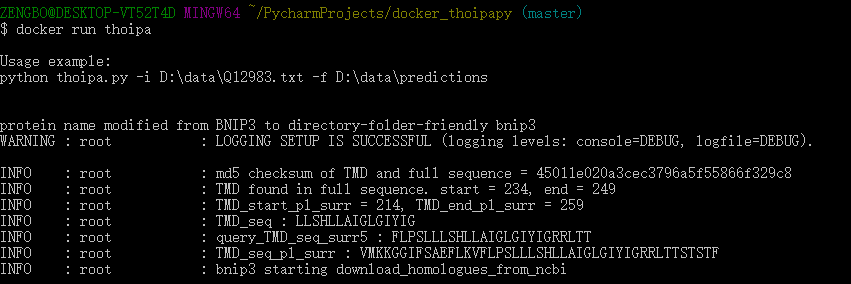 ZENGBO@DESKTOP-VT52T4D MINGW64 ~/PycharmProjects/docker_thoipapy (master)
$ docker run thoipa
Usage example:
python thoipa.py -i D:\data\Q12983.txt -f D:\data\predictions
protein name modified from BNIP3 to directory-folder-friendly bnip3
WARNING : root : LOGGING SETUP IS SUCCESSFUL (logging levels: console=DEBUG, logfile=DEBUG).
INFO : root : md5 checksum of TMD and full sequence = 45011e020a3cec3796a5f55866f329c8
INFO : root : TMD found in full sequence. start = 234, end = 249
INFO : root : TMD_start_pl_surr = 214, TMD_end_pl_surr = 259
INFO : root : TMD_seq : LLSHLLAIGLGIYIG
INFO : root : query_TMD_seq_surr5 : FLPSLLLSHLLAIGLGIYIGRRLTT
INFO : root : TMD_seq_pl_surr : VMKKGGIFSAEFLKVFLPSLLLSHLLAIGLGIYIGRRLTTSTSTF
INFO : root : bnip3 starting download_homologues_from_ncbi